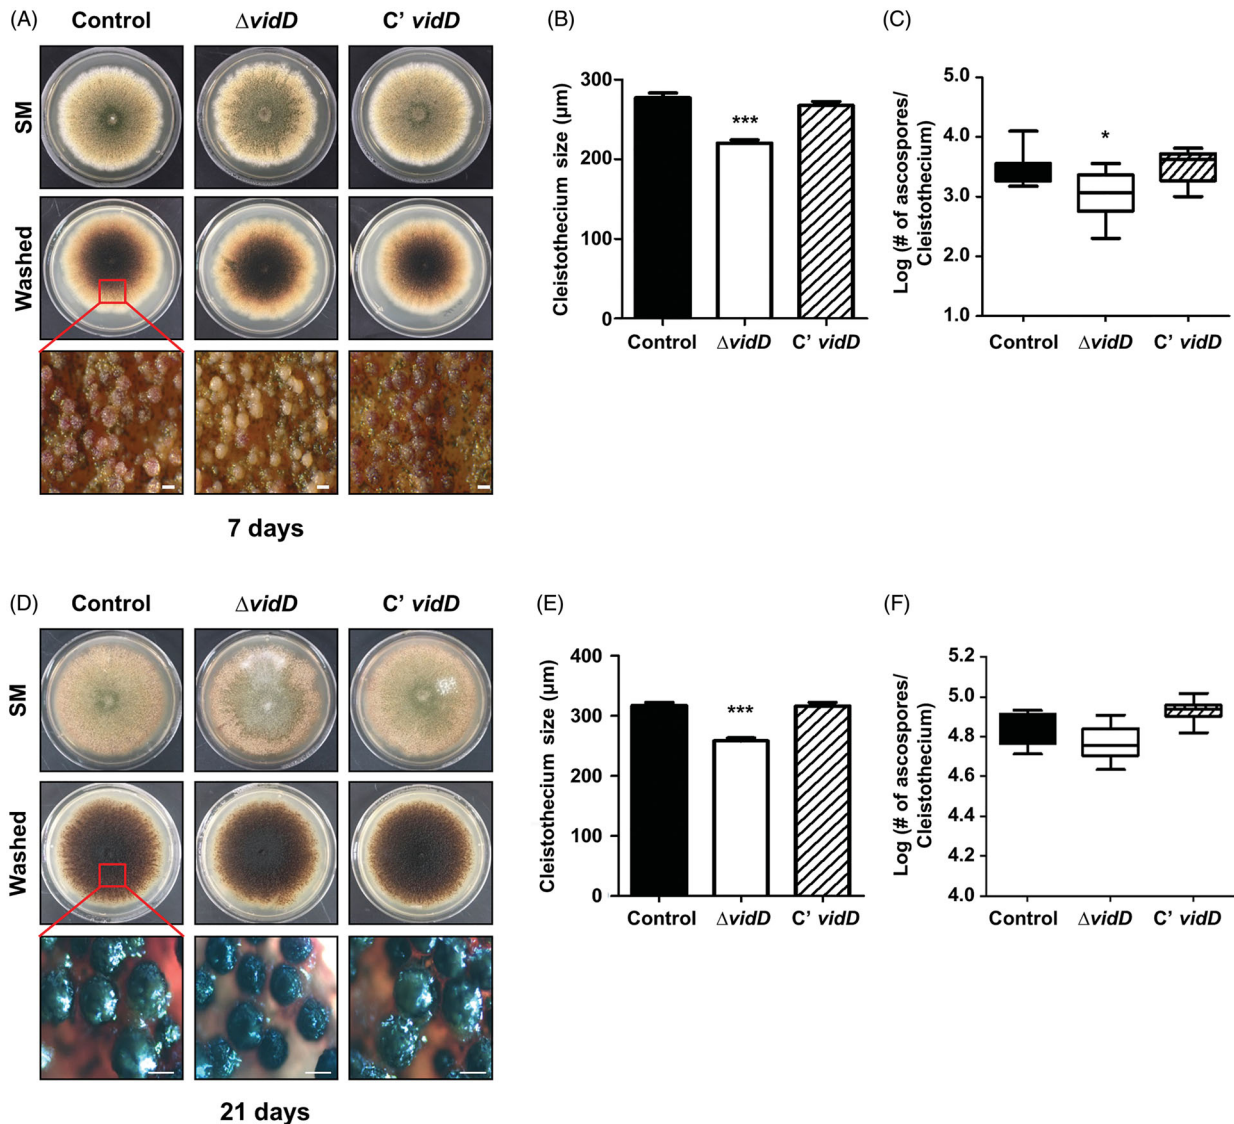 (A)
Control
ΔvidD
C' vidD
SM
Washed
7 days
(B)
Cleistothecium size (µm)
300
200
100
0
***
Control
ΔvidD
C' vidD
(C)
Log (# of ascospores/
Cleistothecium)
5.0
4.0
3.0
2.0
1.0
*
Control
ΔvidD
C' vidD
(D)
Control
ΔvidD
C' vidD
SM
Washed
21 days
(E)
Cleistothecium size (µm)
400
300
200
100
0
***
Control
ΔvidD
C' vidD
(F)
Log (# of ascospores/
Cleistothecium)
5.2
5.0
4.8
4.6
4.4
4.2
4.0
Control
ΔvidD
C' vidD